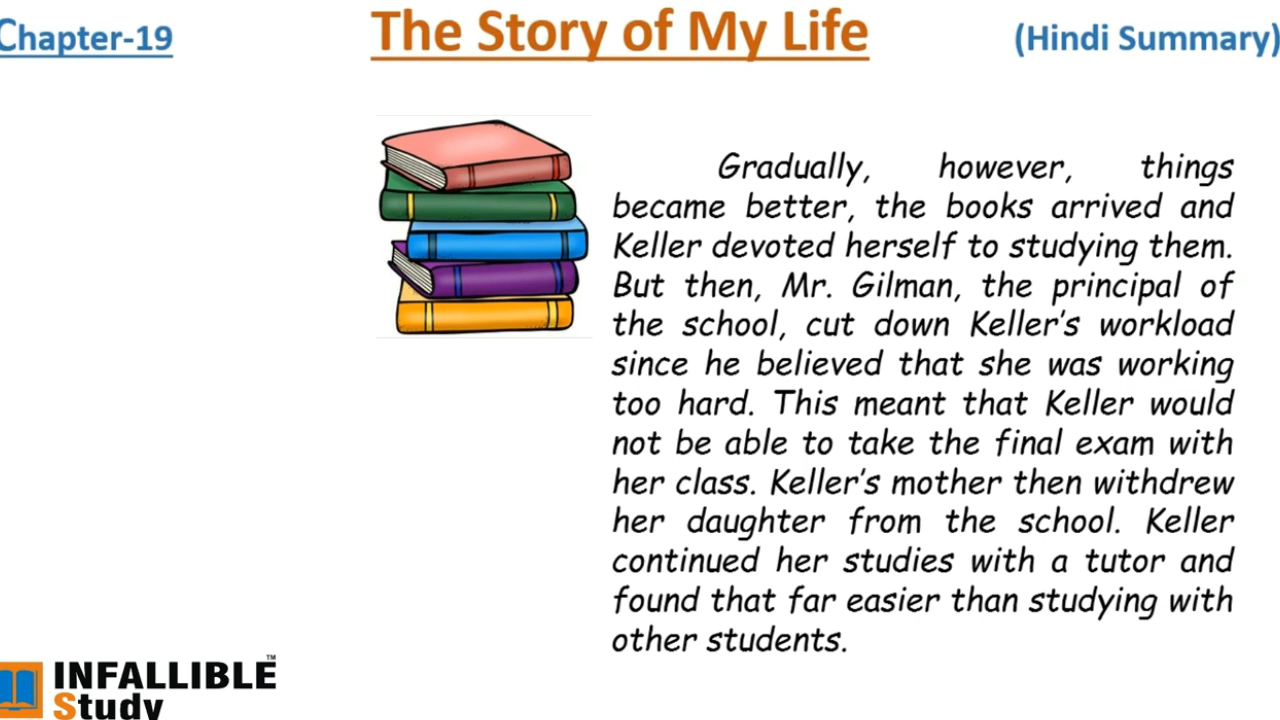 Chapter-19
The Story of My Life
(Hindi Summary)
Gradually, however, things
became better, the books arrived and
Keller devoted herself to studying them.
But then, Mr. Gilman, the principal of
the school, cut down Keller's workload
since he believed that she was working
too hard. This meant that Keller would
not be able to take the final exam with
her class. Keller's mother then withdrew
her daughter from the school. Keller
continued her studies with a tutor and
found that far easier than studying with
other students.
INFALLIBLE™
Study